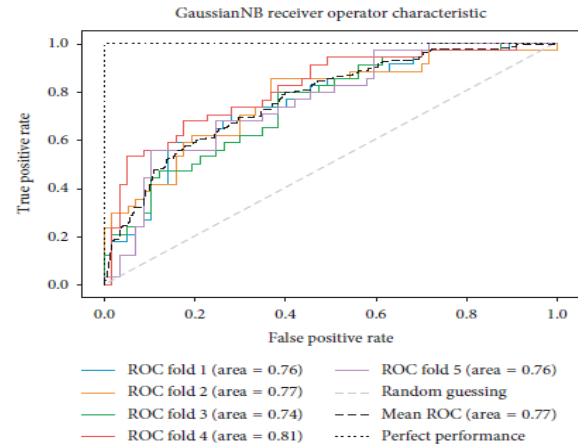 GaussianNB receiver operator characteristic
True positive rate
1.0
0.8
0.6
0.4
0.2
0.0
0.0 0.2 0.4 0.6 0.8 1.0
False positive rate
ROC fold 1 (area = 0.76)
ROC fold 2 (area = 0.77)
ROC fold 3 (area = 0.74)
ROC fold 4 (area = 0.81)
ROC fold 5 (area = 0.76)
Random guessing
Mean ROC (area = 0.77)
Perfect performance